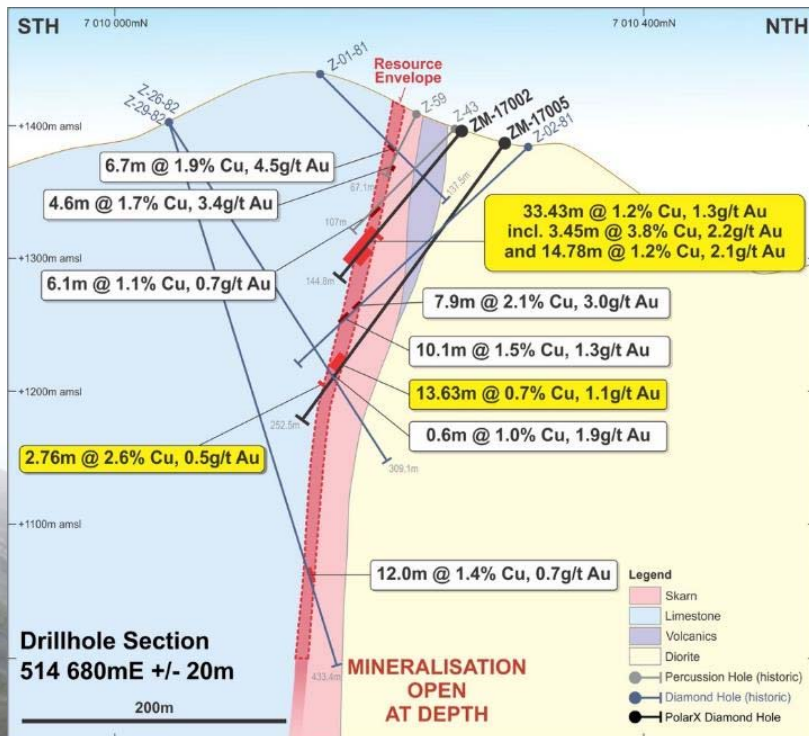 STH
7 010 000mN
7 010 400mN
NTH
Z-01-81
Resource
Envelope
Z-26-82
Z-29-82
Z-59
Z-43
ZM-17002
ZM-17005
Z-02-81
+1400m amsl
6.7m @ 1.9% Cu, 4.5g/t Au
87.1m
137.5m
4.6m @ 1.7% Cu, 3.4g/t Au
107m
33.43m @ 1.2% Cu, 1.3g/t Au
incl. 3.45m @ 3.8% Cu, 2.2g/t Au
and 14.78m @ 1.2% Cu, 2.1g/t Au
+1300m amsl
6.1m @ 1.1% Cu, 0.7g/t Au
144.8m
7.9m @ 2.1% Cu, 3.0g/t Au
10.1m @ 1.5% Cu, 1.3g/t Au
+1200m amsl
13.63m @ 0.7% Cu, 1.1g/t Au
252.5m
0.6m @ 1.0% Cu, 1.9g/t Au
2.76m @ 2.6% Cu, 0.5g/t Au
309.1m
+1100m amsl
12.0m @ 1.4% Cu, 0.7g/t Au
Legend
Skarn
Limestone
Volcanics
Diorite
Percussion Hole (historic)
Diamond Hole (historic)
PolarX Diamond Hole
Drillhole Section
514 680mE +/- 20m
433.4m
MINERALISATION
OPEN
AT DEPTH
200m